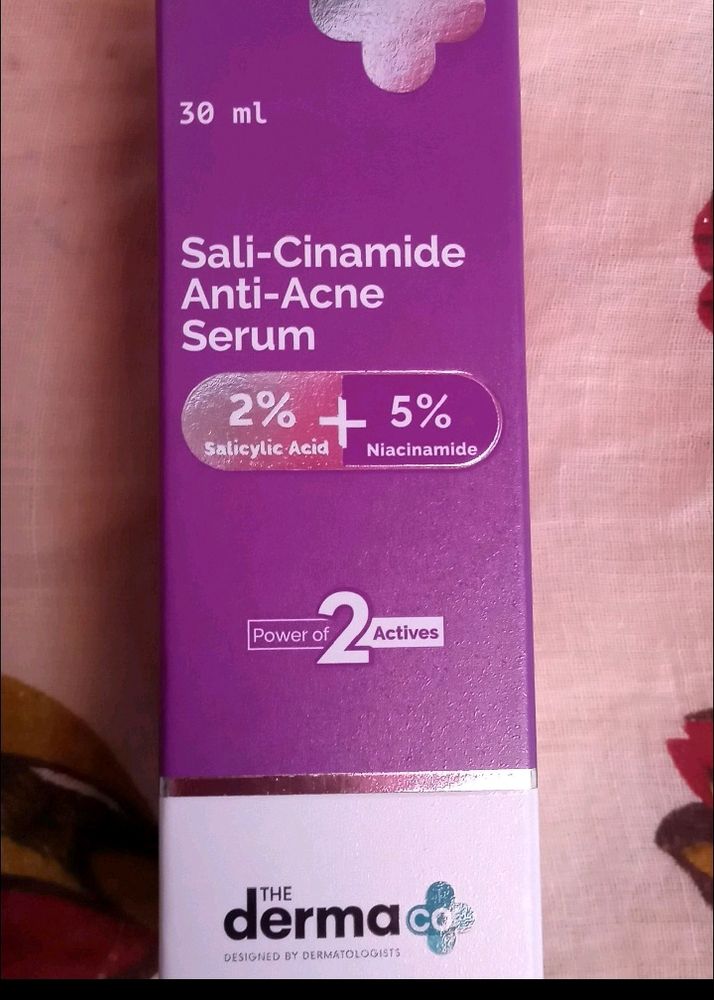 30 ml
Sali-Cinamide
Anti-Acne
Serum
2% + 5%
Salicylic Acid Niacinamide
Power of 2 Actives
THE
derma co
DESIGNED BY DERMATOLOGISTS